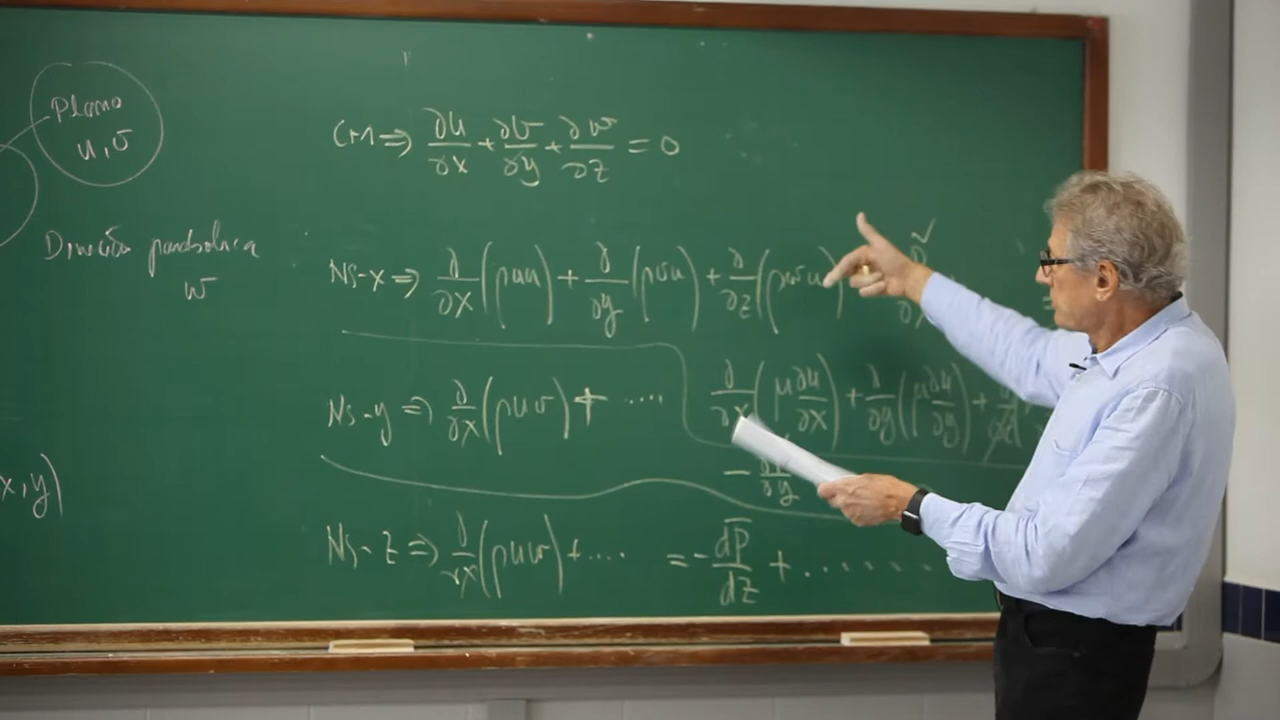 Plano
u, v
Direção parabólica
w
x, y)
CM ⇒ ∂u/∂x + ∂v/∂y + ∂w/∂z = 0
NS-x ⇒ ∂/∂x (ρuu) + ∂/∂y (ρvu) + ∂/∂z (ρwu)
∂/∂x (μ ∂u/∂x) + ∂/∂y (μ ∂u/∂y) +
NS-y ⇒ ∂/∂x (ρuv) + ....
NS-z ⇒ ∂/∂x (ρuw) + .... = - dP̅/dz + .......